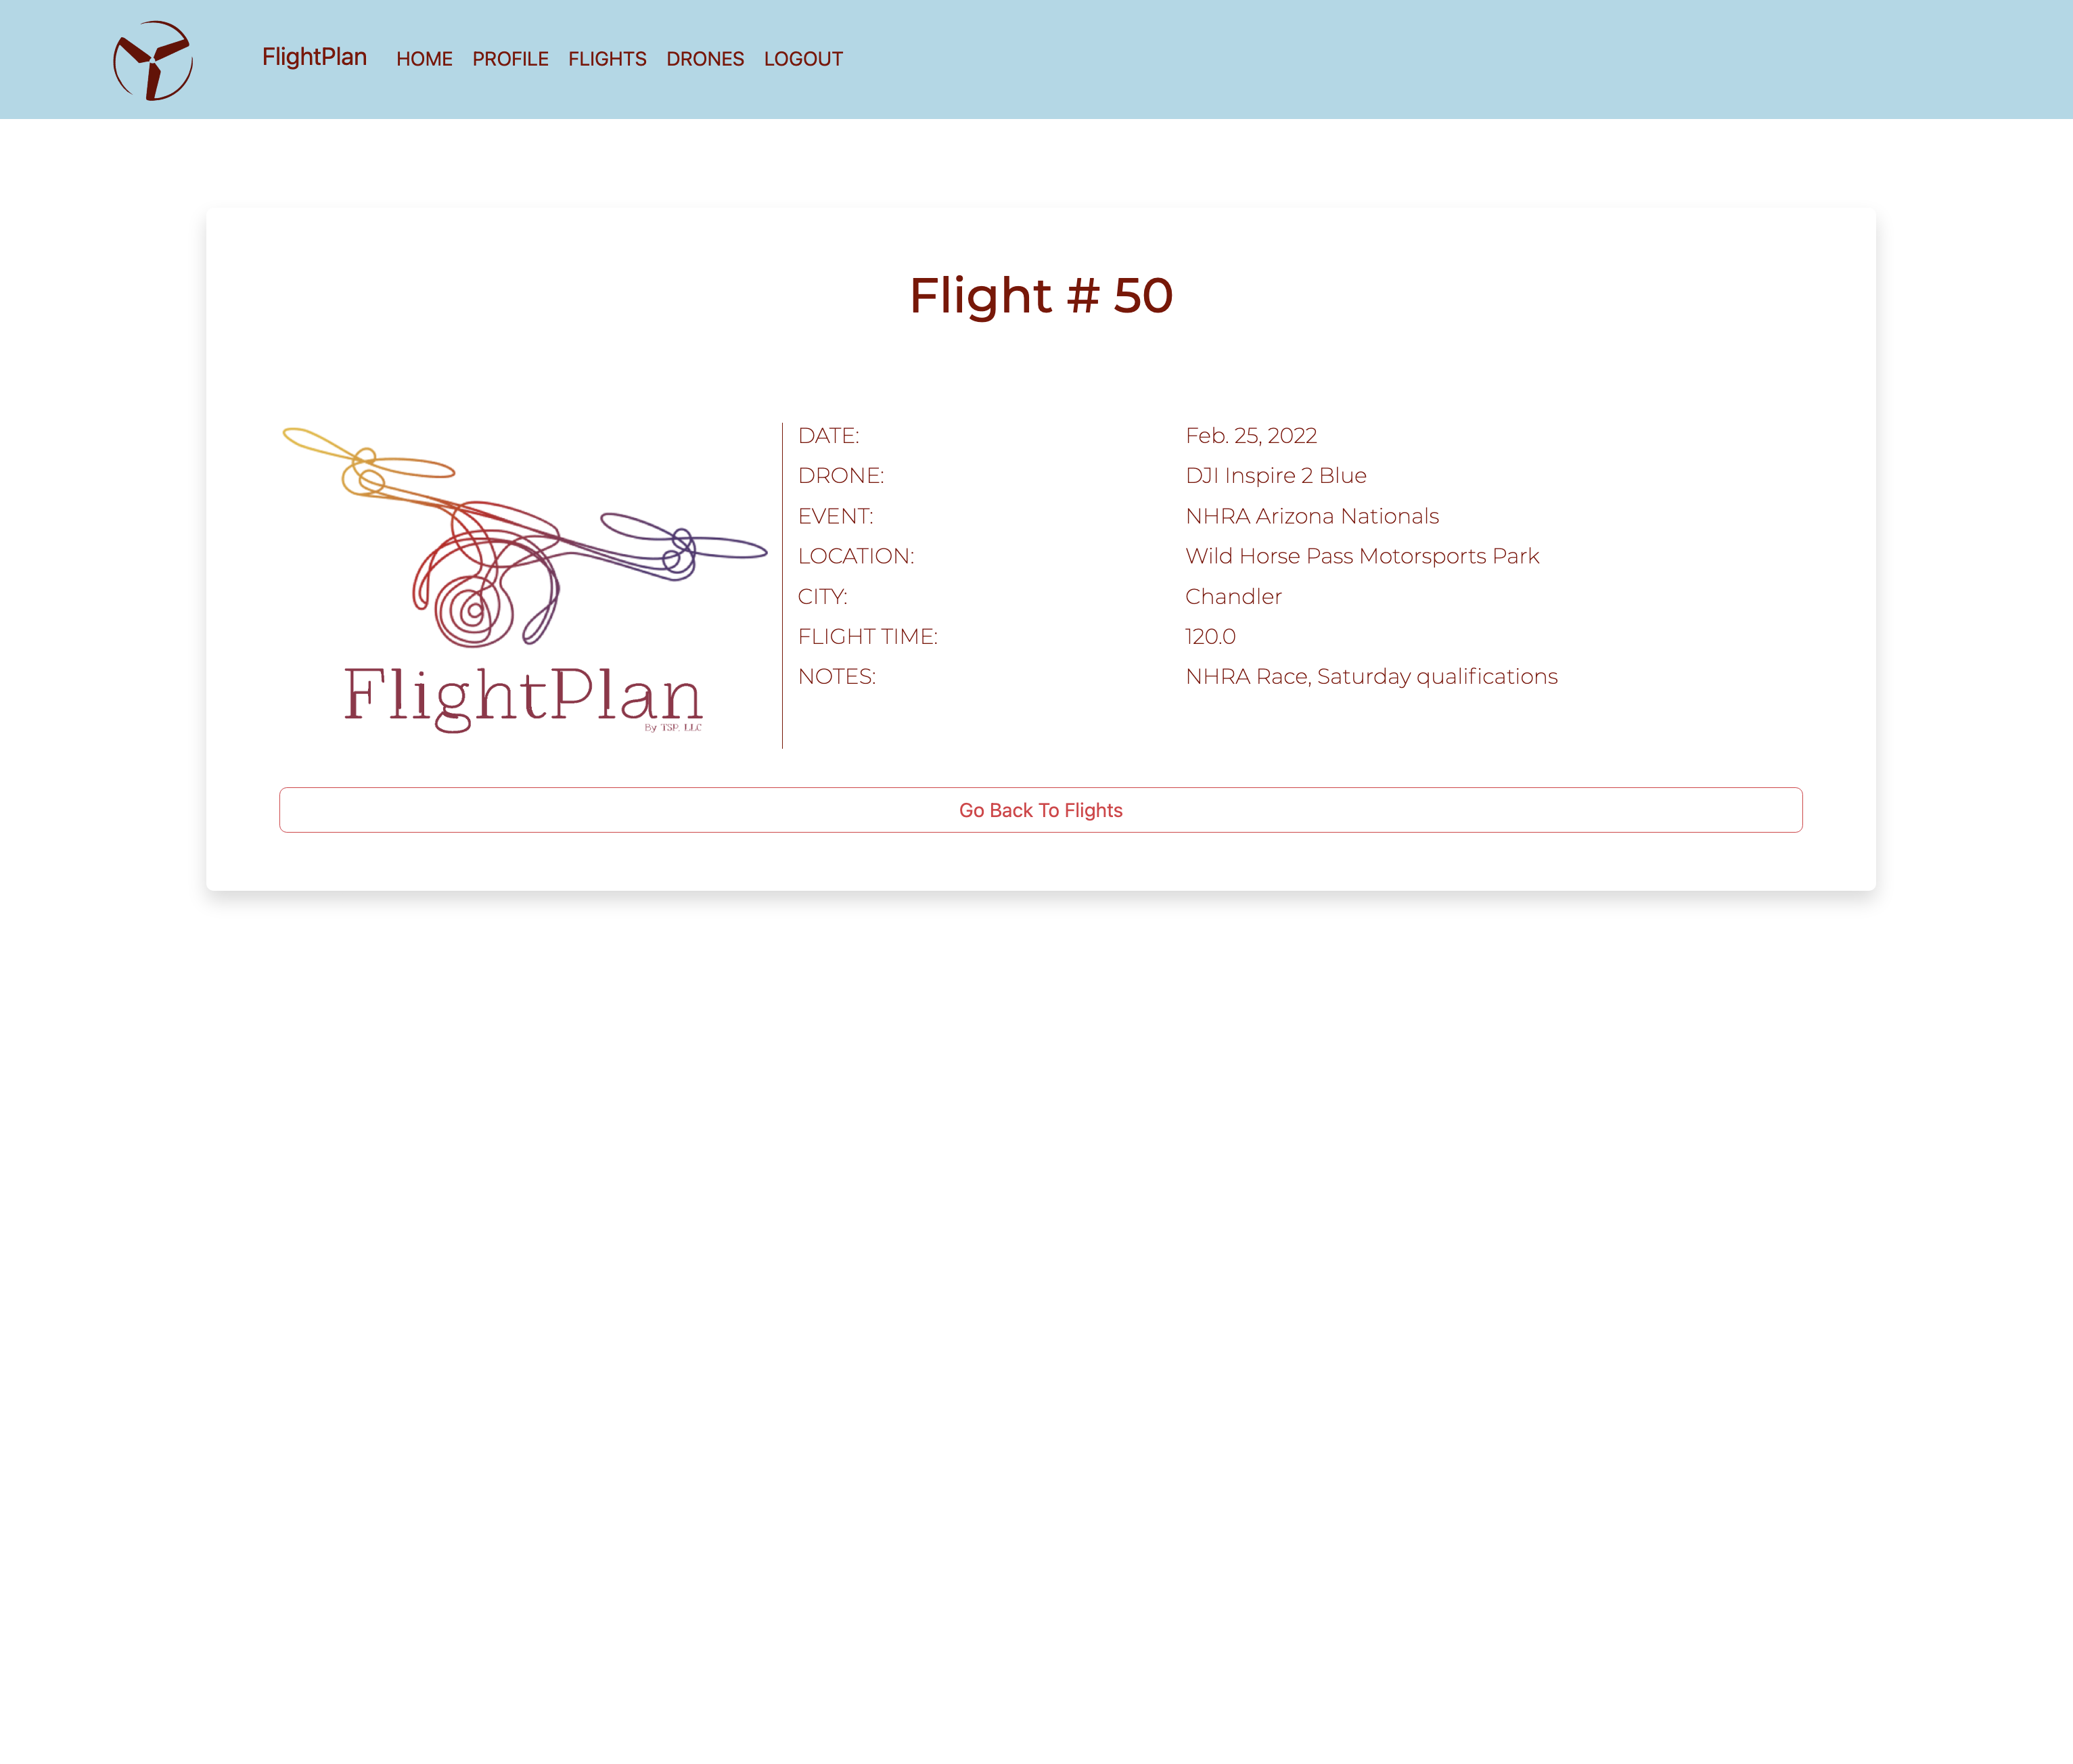 FlightPlan HOME PROFILE FLIGHTS DRONES LOGOUT
Flight # 50
DATE: Feb. 25, 2022
DRONE: DJI Inspire 2 Blue
EVENT: NHRA Arizona Nationals
LOCATION: Wild Horse Pass Motorsports Park
CITY: Chandler
FLIGHT TIME: 120.0
NOTES: NHRA Race, Saturday qualifications
FlightPlan
By TSP, LLC
Go Back To Flights